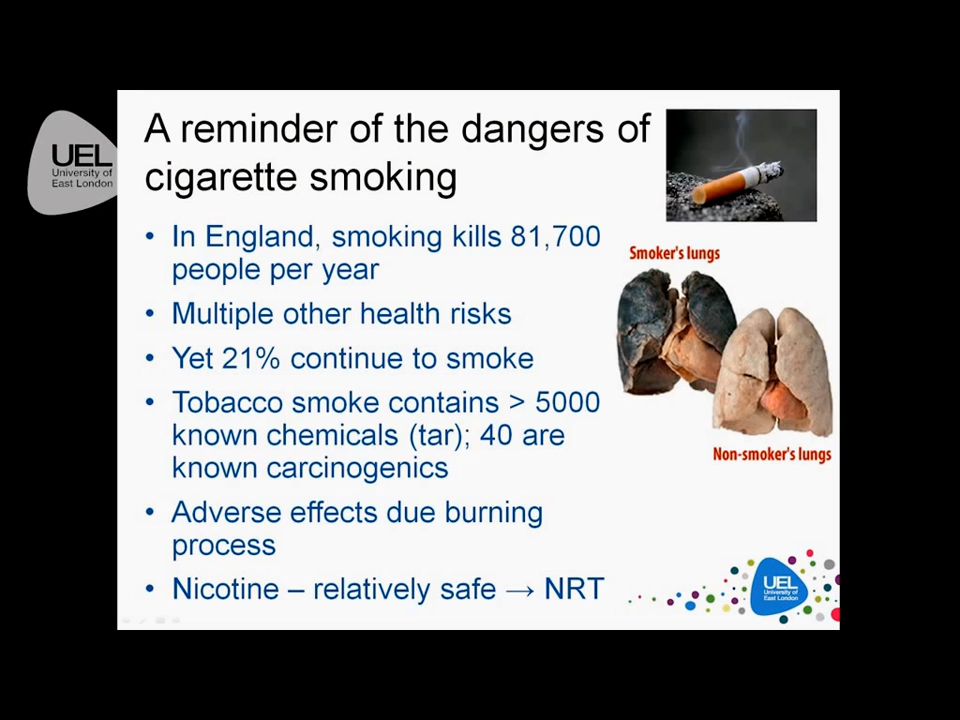 UEL
University of
East London
A reminder of the dangers of
cigarette smoking
• In England, smoking kills 81,700
people per year
• Multiple other health risks
• Yet 21% continue to smoke
• Tobacco smoke contains > 5000
known chemicals (tar); 40 are
known carcinogenics
• Adverse effects due burning
process
• Nicotine – relatively safe → NRT
Smoker's lungs
Non-smoker's lungs
UEL
University of
East London